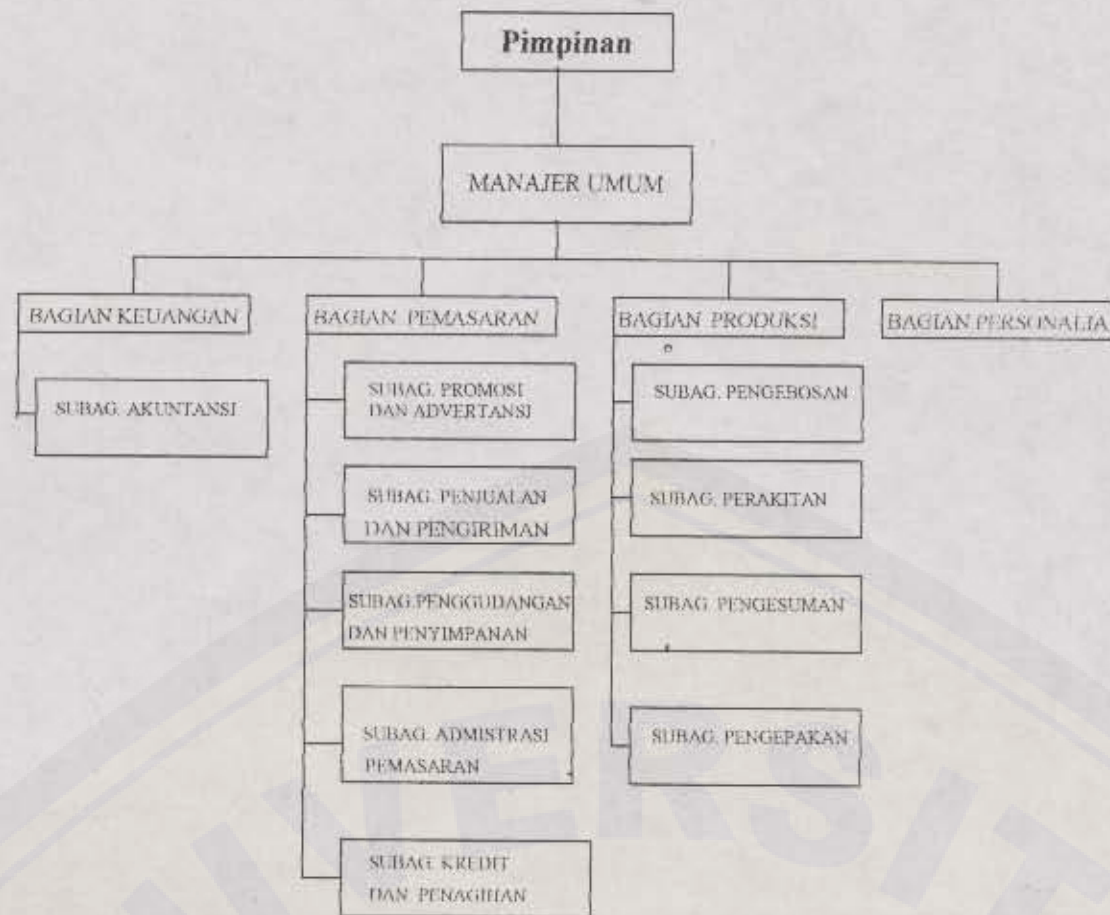 Pimpinan
MANAJER UMUM
BAGIAN KEUANGAN
BAGIAN PEMASARAN
BAGIAN PRODUKSI
BAGIAN PERSONALIA
SUBAG. AKUNTANSI
SUBAG. PROMOSI
DAN ADVERTANSI
SUBAG. PENJUALAN
DAN PENGIRIMAN
SUBAG.PENGGUDANGAN
DAN PENYIMPANAN
SUBAG. ADMISTRASI
PEMASARAN
SUBAG. KREDIT
DAN PENAGIHAN
SUBAG. PENGEBOSAN
SUBAG. PERAKITAN
SUBAG. PENGESUMAN
SUBAG. PENGEPAKAN